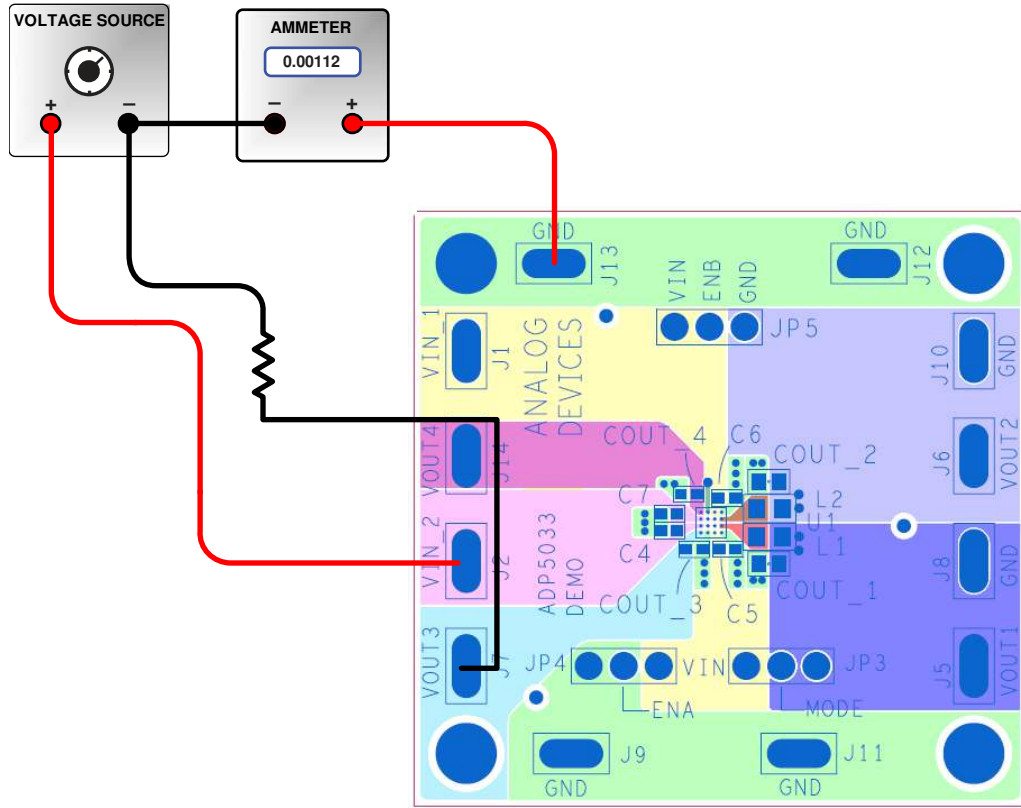 VOLTAGE SOURCE
+
−
AMMETER
0.00112
−
+
GND
J13
GND
J12
VIN
ENB
GND
JP5
VIN_1
J1
ANALOG
DEVICES
J10
GND
VOUT4
J14
COUT_4
C6
COUT_2
J6
VOUT2
C7
L2
U1
L1
C4
VIN_2
J2
ADP5033
DEMO
COUT_3
C5
COUT_1
J8
GND
VOUT3
J7
JP4
VIN
JP3
J5
VOUT1
ENA
MODE
J9
GND
J11
GND